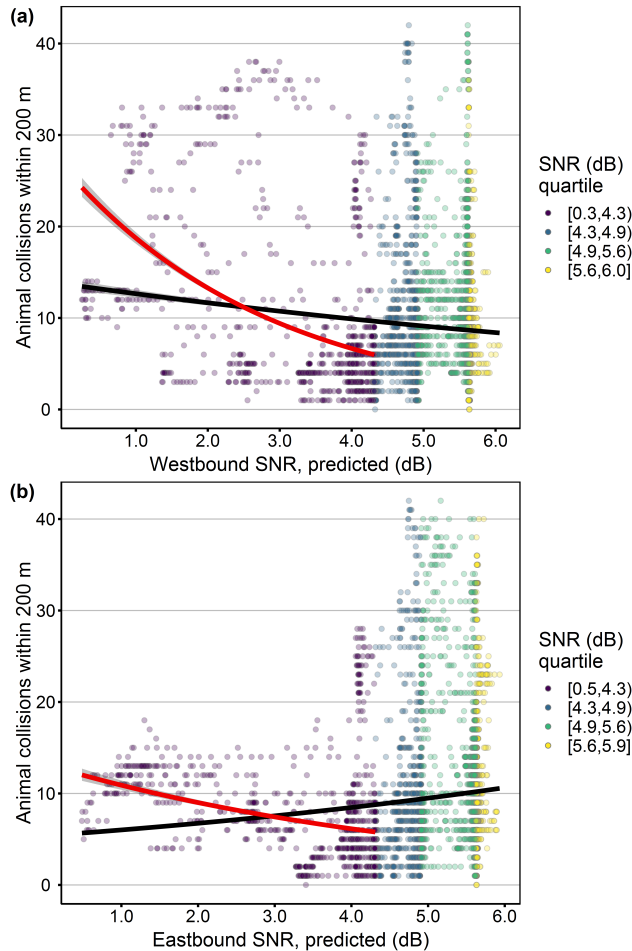 (a)
Animal collisions within 200 m
40
30
20
10
0
1.0 2.0 3.0 4.0 5.0 6.0
Westbound SNR, predicted (dB)
SNR (dB)
quartile
[0.3,4.3)
[4.3,4.9)
[4.9,5.6)
[5.6,6.0]
(b)
Animal collisions within 200 m
40
30
20
10
0
1.0 2.0 3.0 4.0 5.0 6.0
Eastbound SNR, predicted (dB)
SNR (dB)
quartile
[0.5,4.3)
[4.3,4.9)
[4.9,5.6)
[5.6,5.9]